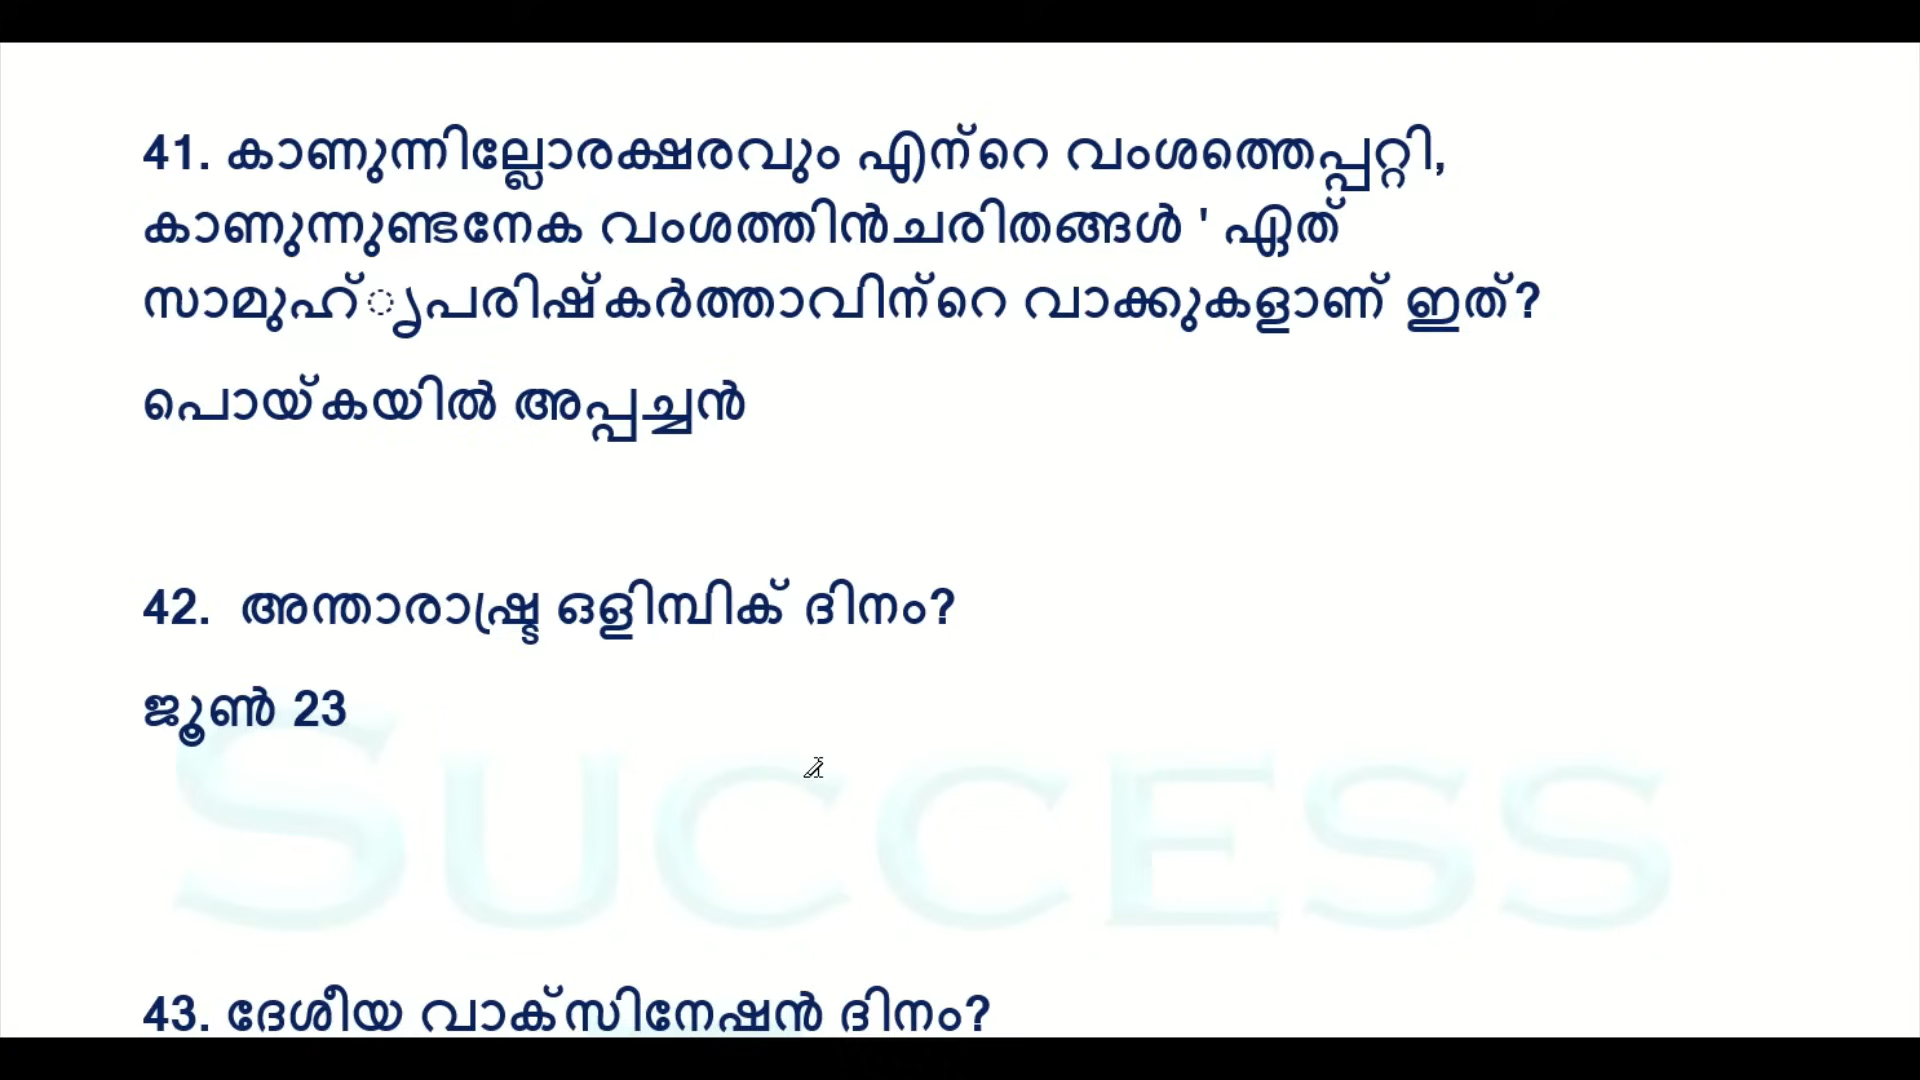 41. കാണുന്നില്ലോരക്ഷരവും എന്‍റെ വംശത്തെപ്പറ്റി,
കാണുന്നുണ്ടനേക വംശത്തിൻചരിതങ്ങൾ ' ഏത്
സാമുഹ്ൃപരിഷ്കർത്താവിന്‍റെ വാക്കുകളാണ് ഇത്?
പൊയ്കയിൽ അപ്പച്ചൻ
42. അന്താരാഷ്ട്ര ഒളിമ്പിക് ദിനം?
ജൂൺ 23
SUCCESS
43. ദേശീയ വാക്സിനേഷൻ ദിനം?